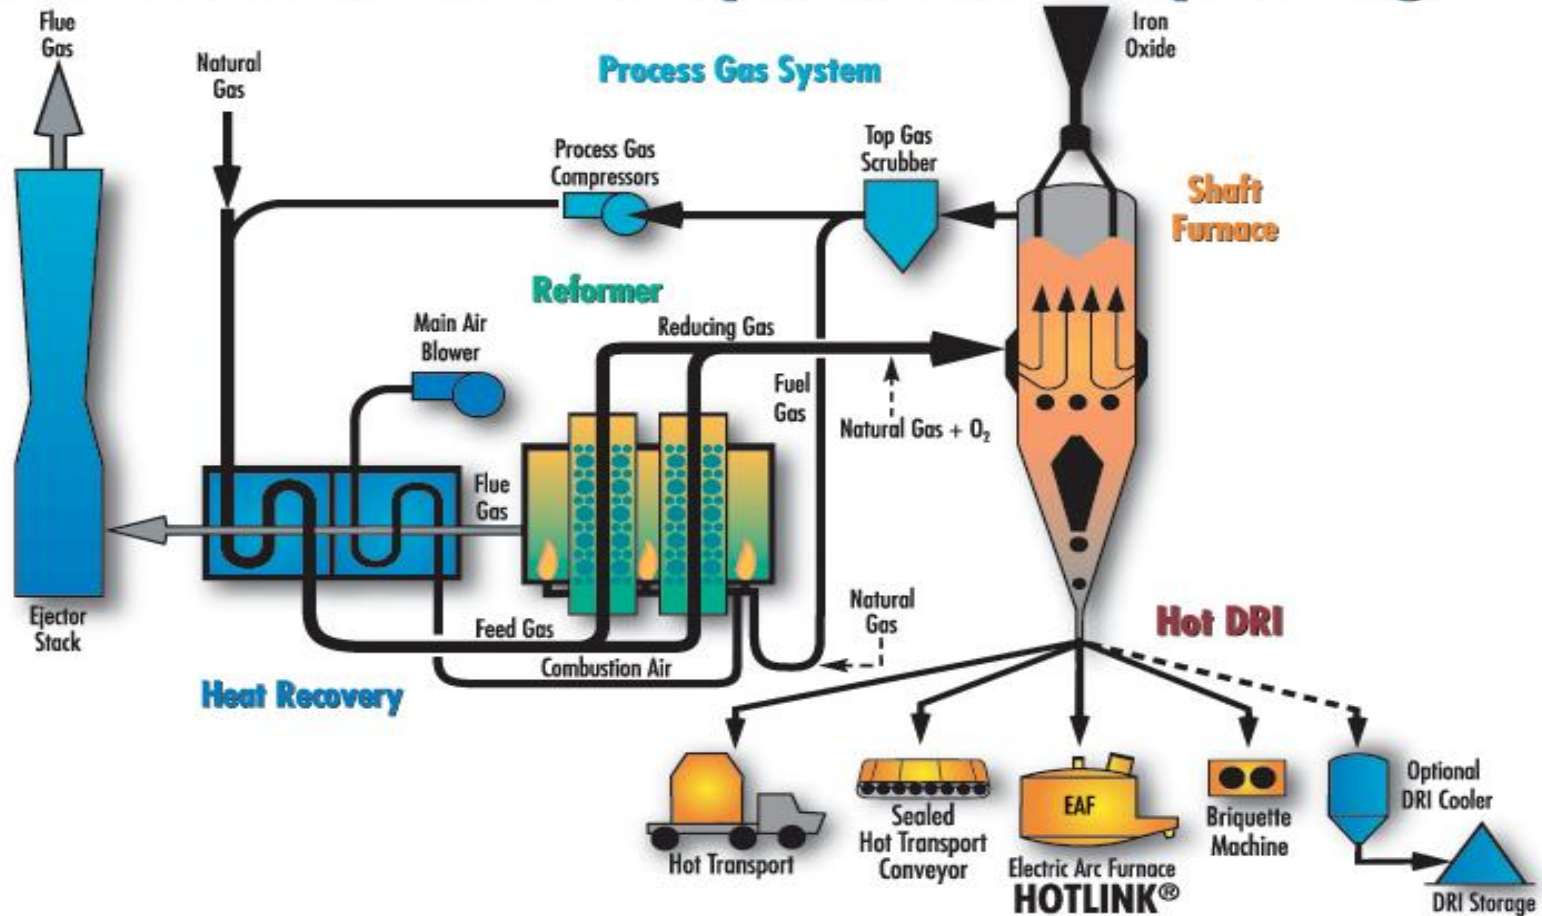 Flue
Gas
Natural
Gas
Process Gas System
Iron
Oxide
Process Gas
Compressors
Top Gas
Scrubber
Shaft
Furnace
Reformer
Main Air
Blower
Reducing Gas
Fuel
Gas
Natural Gas + O₂
Flue
Gas
Ejector
Stack
Feed Gas
Combustion Air
Natural
Gas
Heat Recovery
Hot DRI
Hot Transport
Sealed
Hot Transport
Conveyor
EAF
Electric Arc Furnace
HOTLINK®
Briquette
Machine
Optional
DRI Cooler
DRI Storage